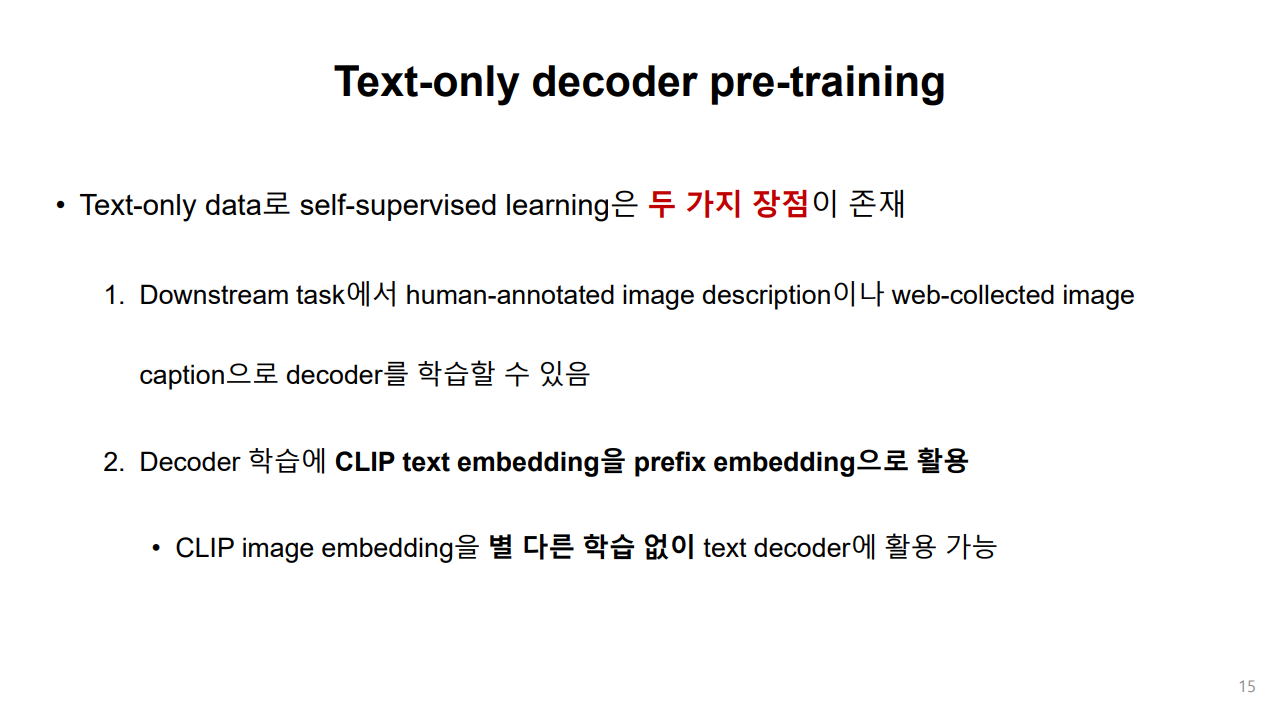 Text-only decoder pre-training
• Text-only data로 self-supervised learning은 두 가지 장점이 존재
1. Downstream task에서 human-annotated image description이나 web-collected image
caption으로 decoder를 학습할 수 있음
2. Decoder 학습에 CLIP text embedding을 prefix embedding으로 활용
• CLIP image embedding을 별 다른 학습 없이 text decoder에 활용 가능
15